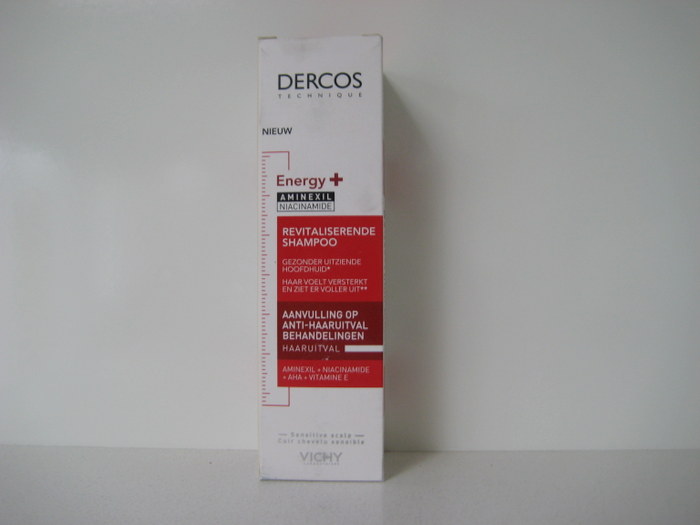 DERCOS
TECHNIQUE
NIEUW
Energy+
AMINEXIL
NIACINAMIDE
REVITALISERENDE
SHAMPOO
GEZONDER UITZIENDE
HOOFDHUID*
HAAR VOELT VERSTERKT
EN ZIET ER VOLLER UIT**
AANVULLING OP
ANTI-HAARUITVAL
BEHANDELINGEN
HAARUITVAL
AMINEXIL + NIACINAMIDE
+ AHA + VITAMINE E
Sensitive scalp
Cuir chevelu sensible
VICHY
LABORATOIRES